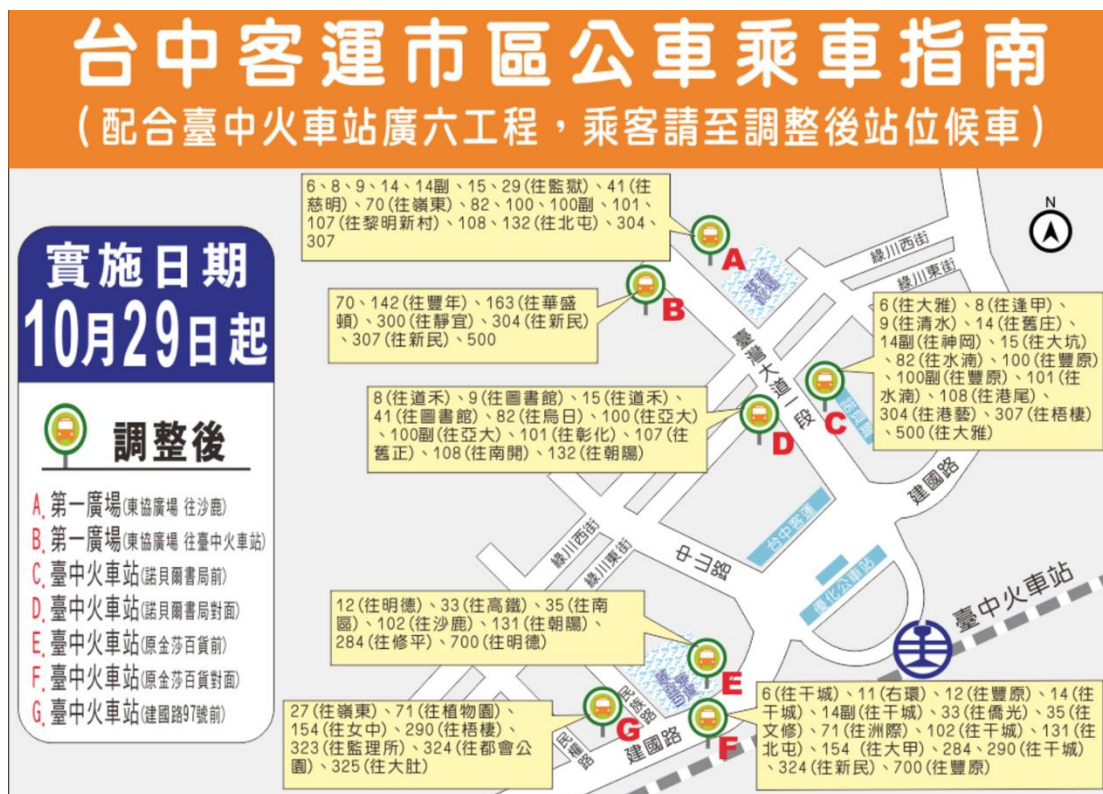 台中客運市區公車乘車指南
(配合臺中火車站廣六工程,乘客請至調整後站位候車)
實施日期
10月29日起
調整後
A.第一廣場(東協廣場 往沙鹿)
B.第一廣場(東協廣場 往臺中火車站)
C.臺中火車站(諾貝爾書局前)
D.臺中火車站(諾貝爾書局對面)
E.臺中火車站(原金莎百貨前)
F.臺中火車站(原金莎百貨對面)
G.臺中火車站(建國路97號前)
6、8、9、14、14副、15、29(往監獄)、41(往
慈明)、70(往嶺東)、82、100、100副、101、
107(往黎明新村)、108、132(往北屯)、304、
307
A
N
綠川西街
綠川東街
70、142(往豐年)、163(往華盛
頓)、300(往靜宜)、304(往新民)
、307(往新民)、500
B
臺灣大道一段
6(往大雅)、8(往逢甲)、
9(往清水)、14(往舊庄)、
14副(往神岡)、15(往大坑)
、82(往水湳)、100(往豐原)
、100副(往豐原)、101(往
水湳)、108(往港尾)、
304(往港藝)、307(往梧棲)
、500(往大雅)
C
8(往道禾)、9(往圖書館)、15(往道禾)、
41(往圖書館)、82(往烏日)、100(往亞大)
、100副(往亞大)、101(往彰化)、107(往
舊正)、108(往南開)、132(往朝陽)
D
建國路
台中客運
綠川西街
綠川東街
中山路
優化公車站
臺中火車站
12(往明德)、33(往高鐵)、35(往南
區)、102(往沙鹿)、131(往朝陽)、
284(往修平)、700(往明德)
E
27(往嶺東)、71(往植物園)、
154(往女中)、290(往梧棲)、
323(往監理所)、324(往都會公
園)、325(往大肚)
G
民族路
民權路
建國路
F
6(往干城)、11(右環)、12(往豐原)、14(往
干城)、14副(往干城)、33(往僑光)、35(往
文修)、71(往洲際)、102(往干城)、131(往
北屯)、154 (往大甲)、284、290(往干城)、
324(往新民)、700(往豐原)